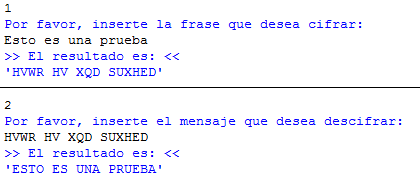 1
Por favor, inserte la frase que desea cifrar:
Esto es una prueba
>> El resultado es: <<
'HVWR HV XQD SUXHED'
2
Por favor, inserte el mensaje que desea descifrar:
HVWR HV XQD SUXHED
>> El resultado es: <<
'ESTO ES UNA PRUEBA'